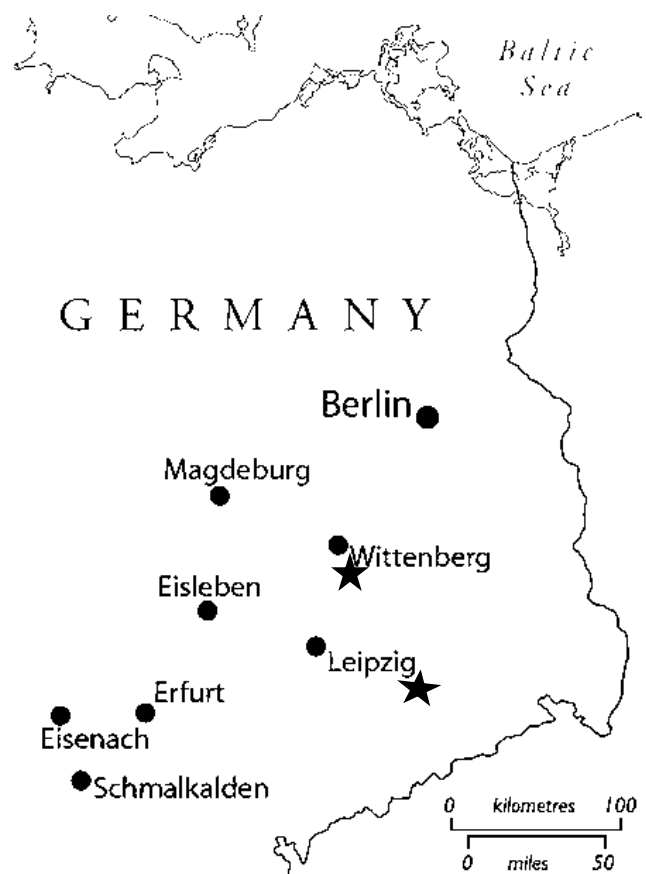 Baltic
Sea
GERMANY
Berlin
Magdeburg
Wittenberg
Eisleben
Leipzig
Erfurt
Eisenach
Schmalkalden
0 kilometres 100
0 miles 50